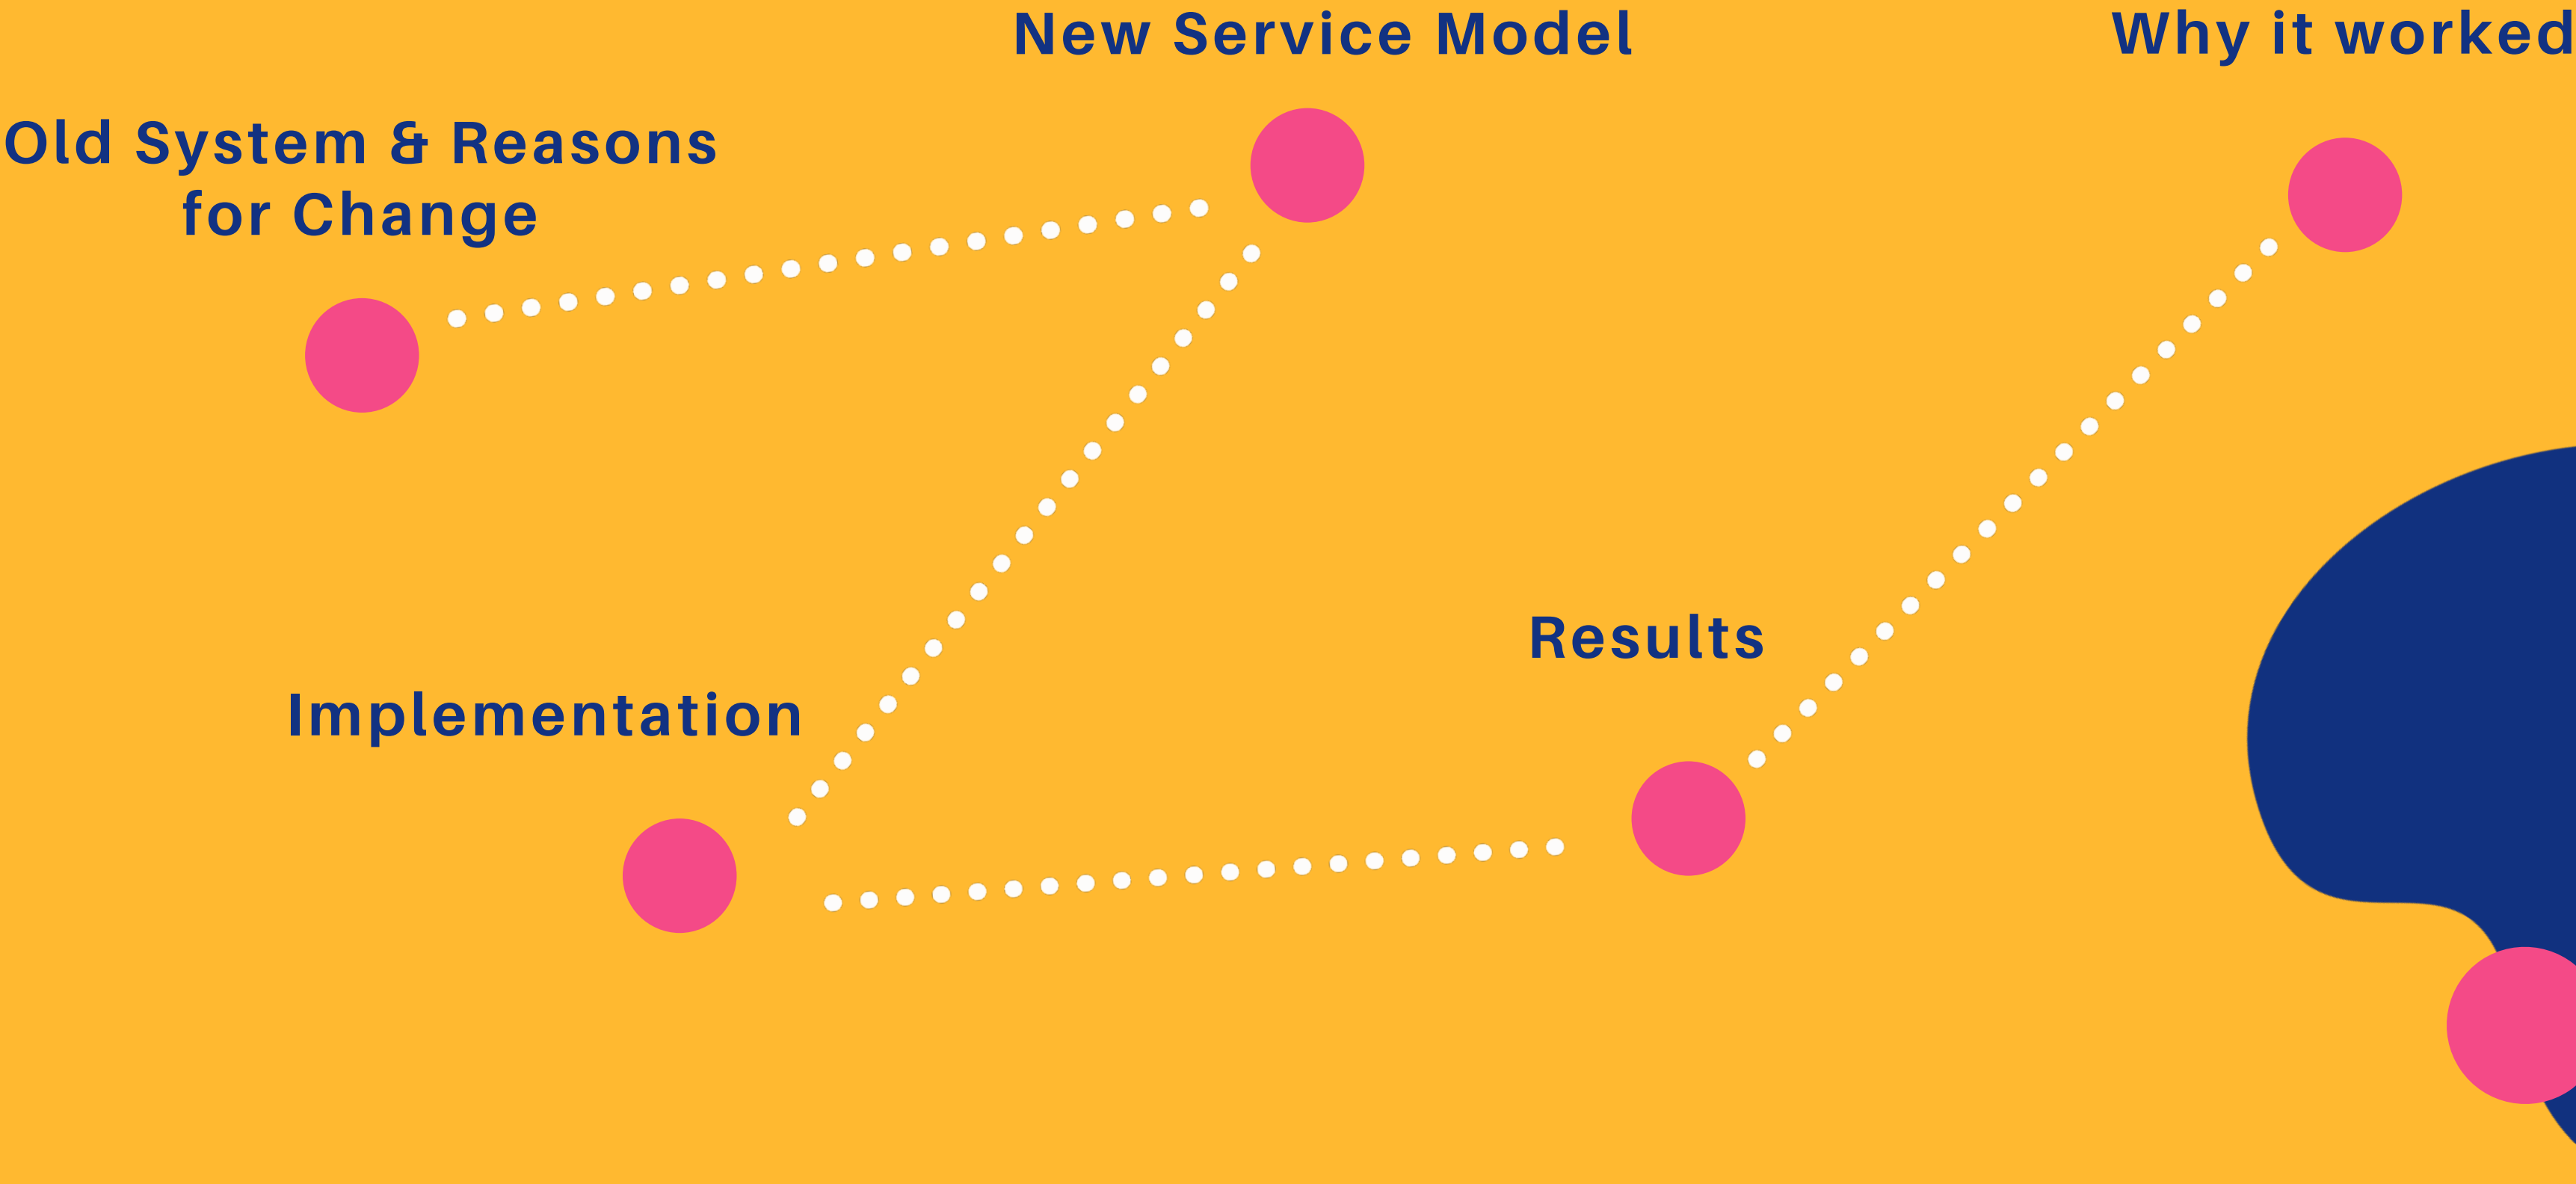 Old System & Reasons
for Change
New Service Model
Implementation
Results
Why it worked